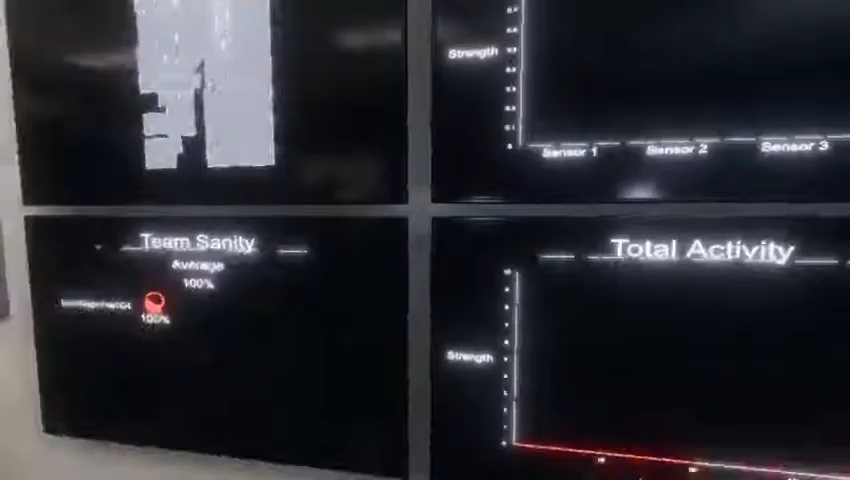 Strength
Sensor 1
Sensor 2
Sensor 3
Team Sanity
Average
100%
100%
Total Activity
Strength